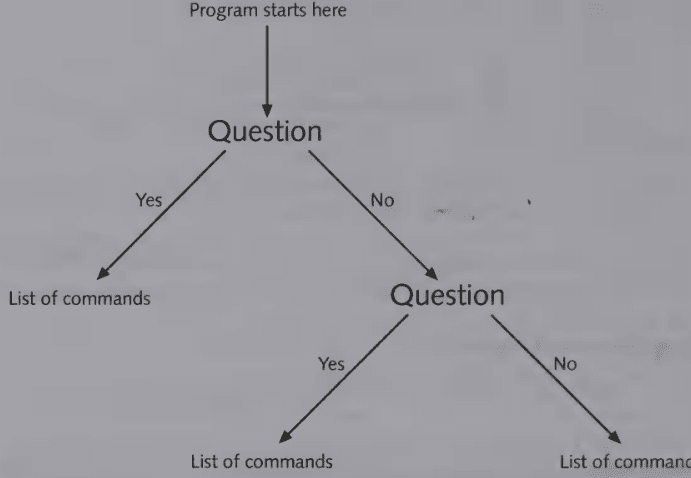 Program starts here
Question
Yes
No
List of commands
Question
Yes
No
List of commands
List of command